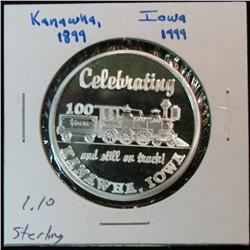 Kanawha, Iowa
1899 1999
Celebrating
100
Years
and still on track!
KANAWHA, IOWA
1.10
Sterling